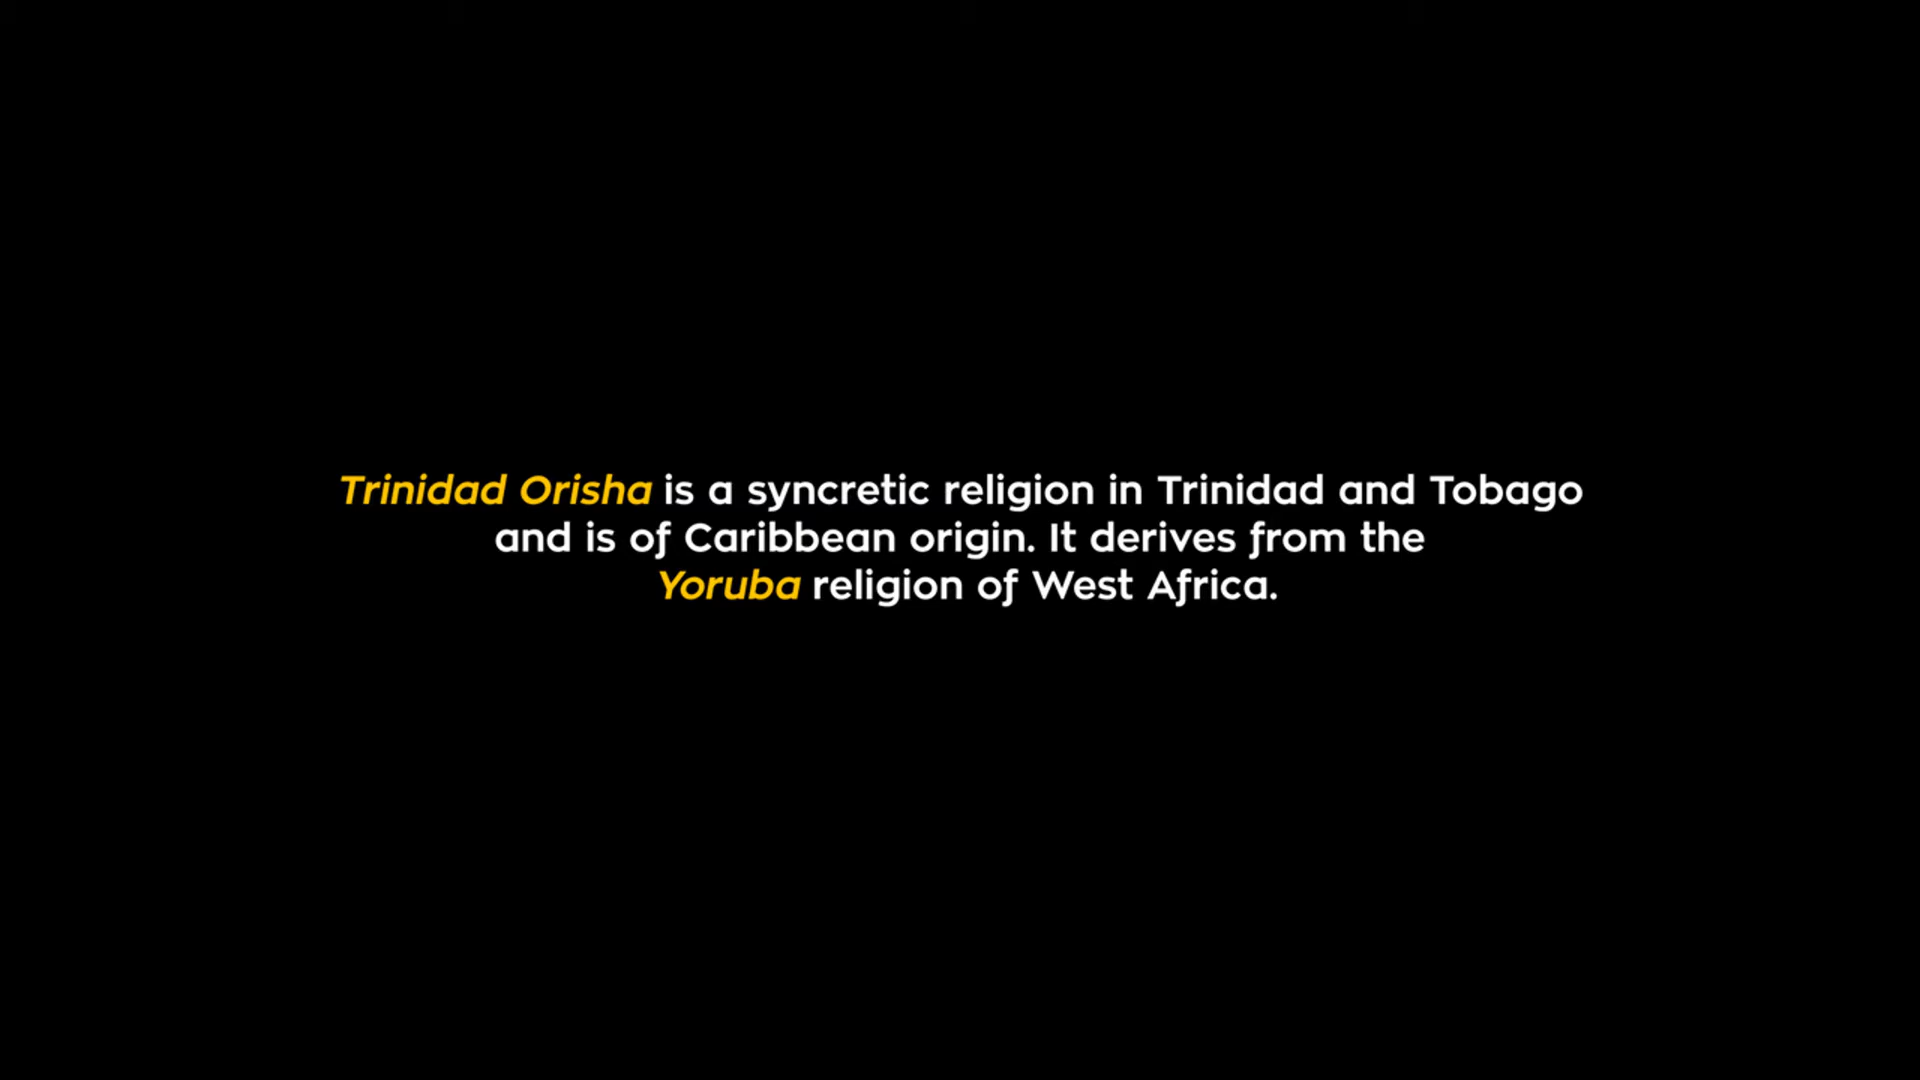 Trinidad Orisha is a syncretic religion in Trinidad and Tobago
and is of Caribbean origin. It derives from the
Yoruba religion of West Africa.